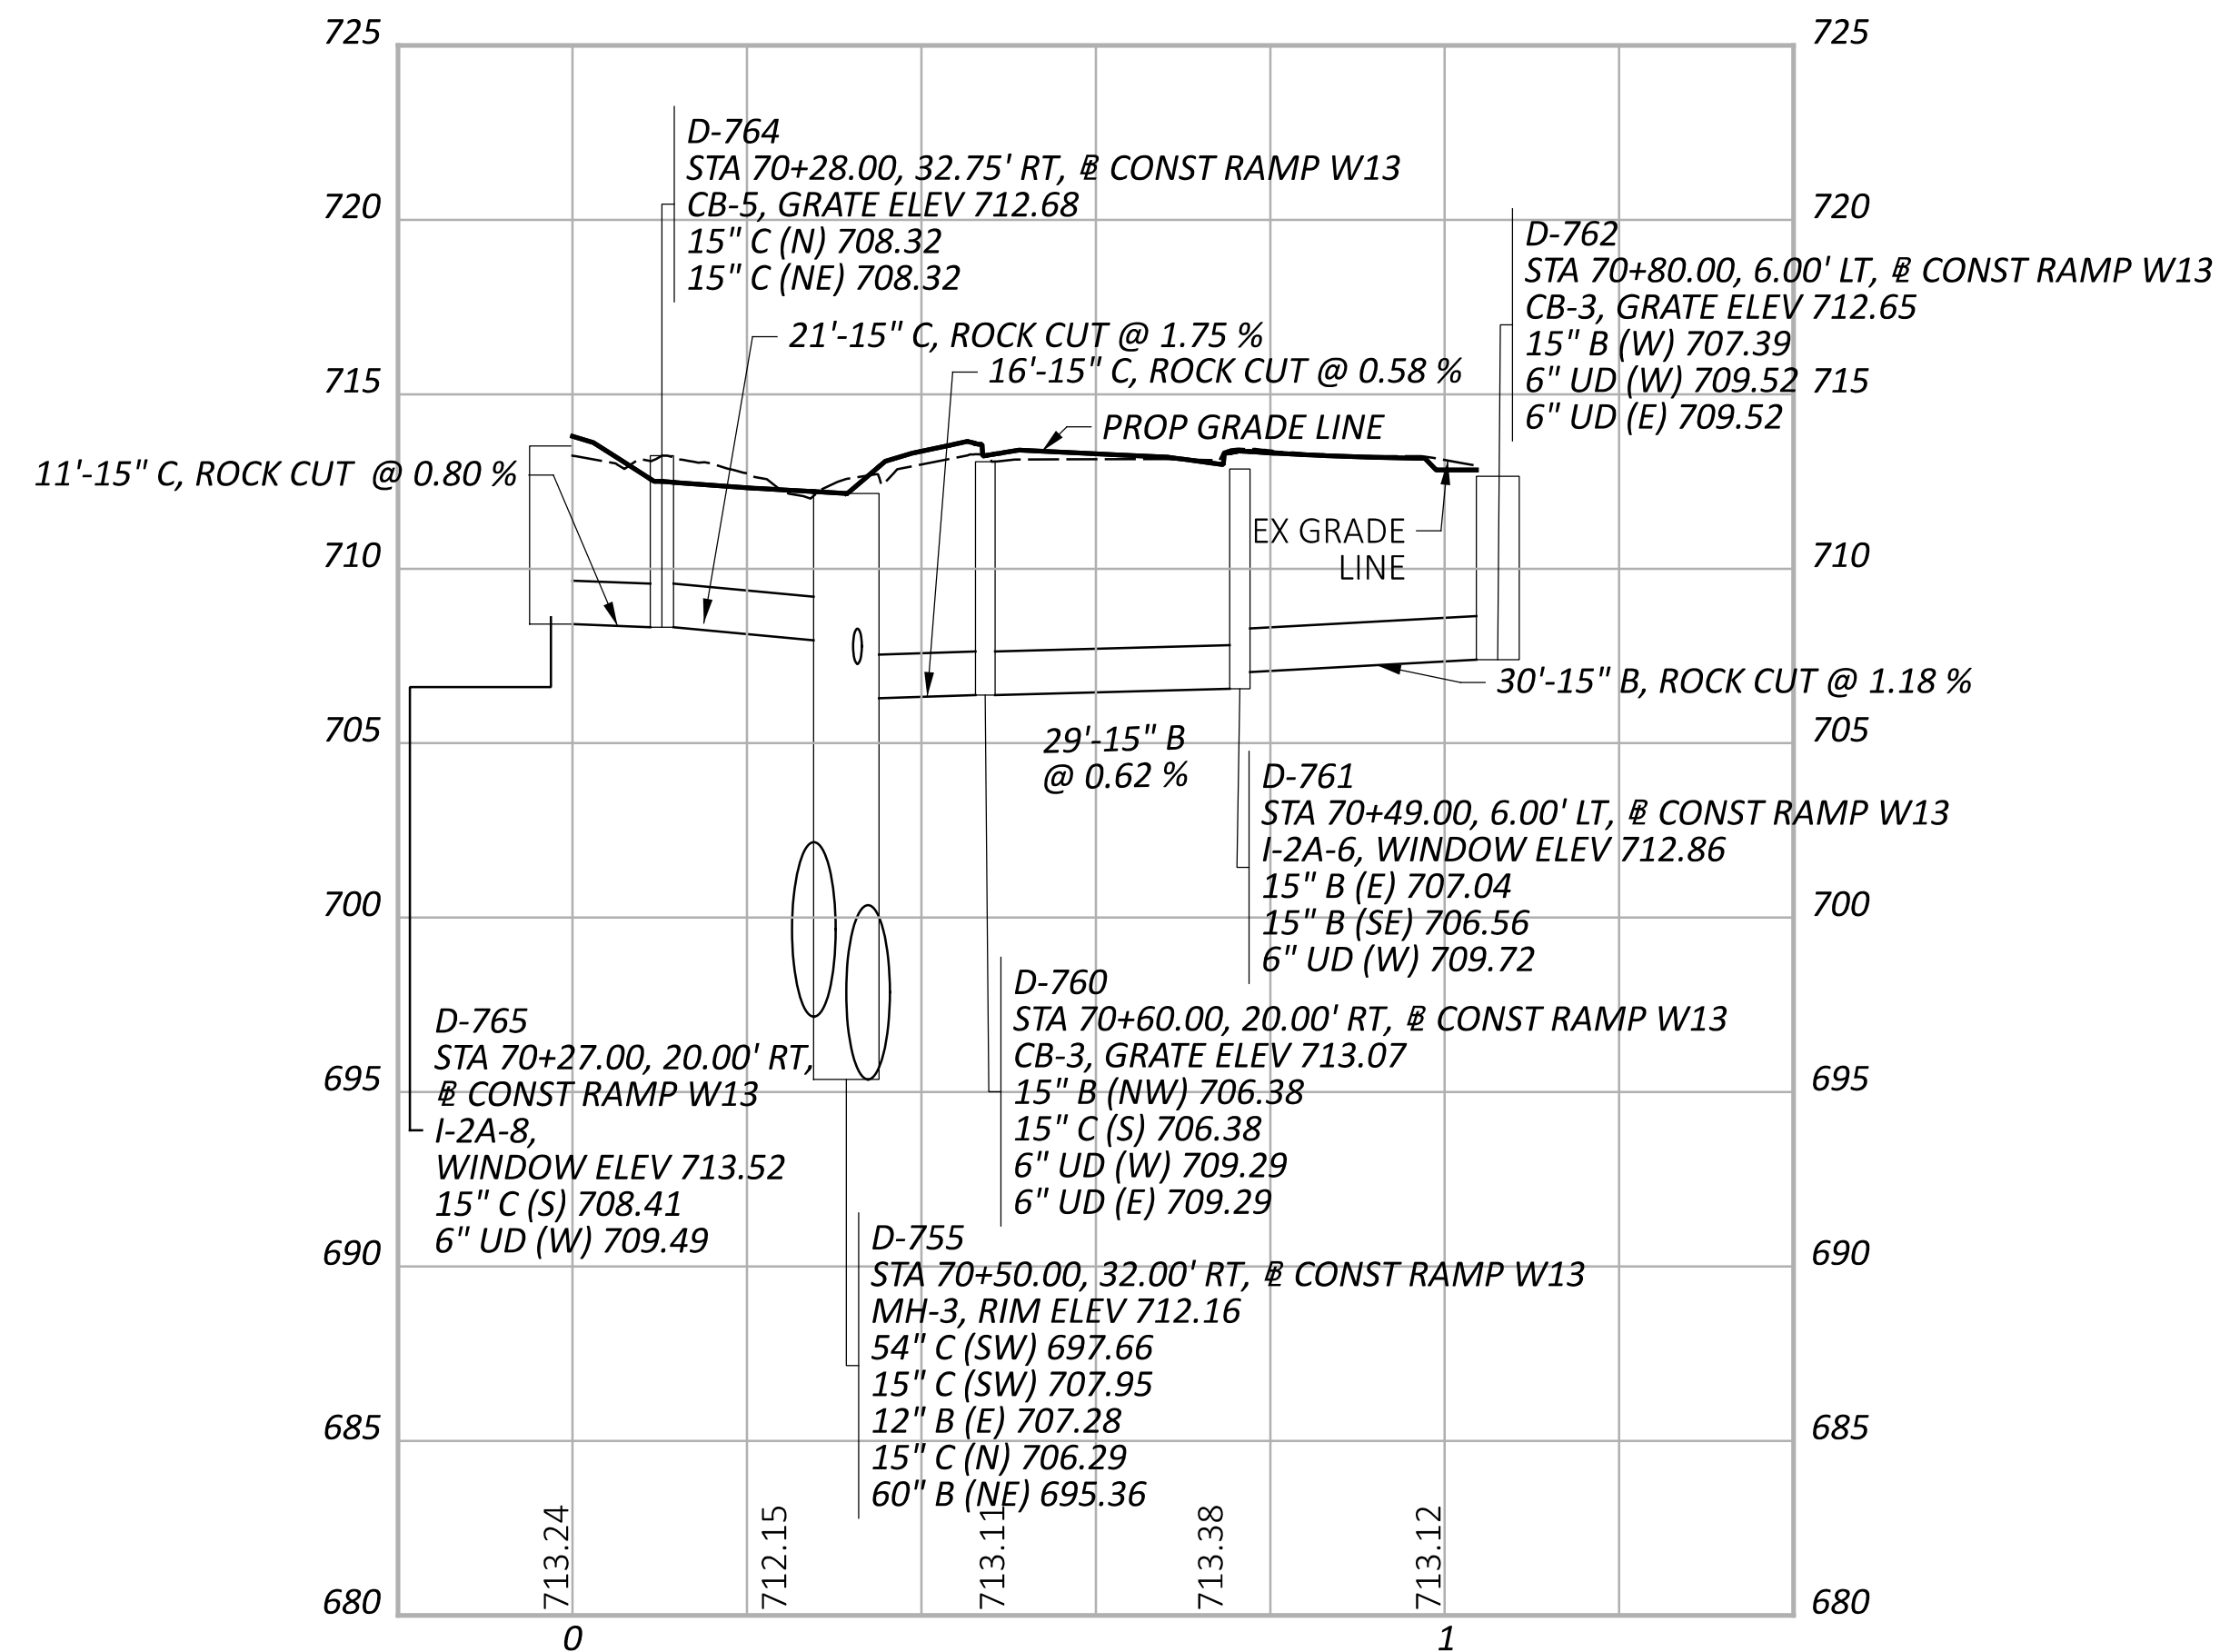 725
725
D-764
STA 70+28.00, 32.75' RT, ⅊ CONST RAMP W13
CB-5, GRATE ELEV 712.68
15" C (N) 708.32
15" C (NE) 708.32
720
720
D-762
STA 70+80.00, 6.00' LT, ⅊ CONST RAMP W13
CB-3, GRATE ELEV 712.65
15" B (W) 707.39
6" UD (W) 709.52
6" UD (E) 709.52
21'-15" C, ROCK CUT @ 1.75 %
16'-15" C, ROCK CUT @ 0.58 %
715
715
PROP GRADE LINE
11'-15" C, ROCK CUT @ 0.80 %
EX GRADE
LINE
710
710
30'-15" B, ROCK CUT @ 1.18 %
705
705
29'-15" B
@ 0.62 %
D-761
STA 70+49.00, 6.00' LT, ⅊ CONST RAMP W13
I-2A-6, WINDOW ELEV 712.86
15" B (E) 707.04
15" B (SE) 706.56
6" UD (W) 709.72
700
700
D-760
STA 70+60.00, 20.00' RT, ⅊ CONST RAMP W13
CB-3, GRATE ELEV 713.07
15" B (NW) 706.38
15" C (S) 706.38
6" UD (W) 709.29
6" UD (E) 709.29
D-765
STA 70+27.00, 20.00' RT,
⅊ CONST RAMP W13
I-2A-8,
WINDOW ELEV 713.52
15" C (S) 708.41
6" UD (W) 709.49
695
695
D-755
STA 70+50.00, 32.00' RT, ⅊ CONST RAMP W13
MH-3, RIM ELEV 712.16
54" C (SW) 697.66
15" C (SW) 707.95
12" B (E) 707.28
15" C (N) 706.29
60" B (NE) 695.36
690
690
685
685
713.24
712.15
713.11
713.38
713.12
680
680
0
1